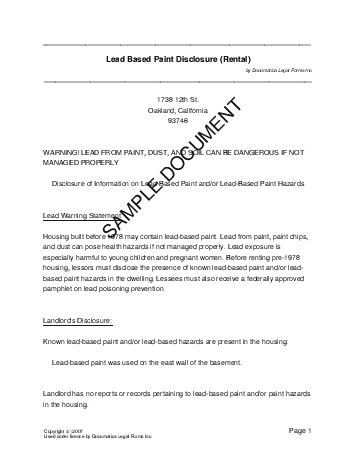 Lead Based Paint Disclosure (Rental)
by Documatica Legal Forms Inc
1738 12th St.
Oakland, California
93746
SAMPLE DOCUMENT
WARNING! LEAD FROM PAINT, DUST, AND SOIL CAN BE DANGEROUS IF NOT
MANAGED PROPERLY
Disclosure of Information on Lead-Based Paint and/or Lead-Based Paint Hazards
Lead Warning Statement:
Housing built before 1978 may contain lead-based paint. Lead from paint, paint chips,
and dust can pose health hazards if not managed properly. Lead exposure is
especially harmful to young children and pregnant women. Before renting pre-1978
housing, lessors must disclose the presence of known lead-based paint and/or lead-
based paint hazards in the dwelling. Lessees must also receive a federally approved
pamphlet on lead poisoning prevention.
Landlord's Disclosure:
Known lead-based paint and/or lead-based hazards are present in the housing:
Lead-based paint was used on the east wall of the basement.
Landlord has no reports or records pertaining to lead-based paint and/or paint hazards
in the housing.
Copyright (c) 2007
Used under licence by Documatica Legal Forms Inc
Page 1